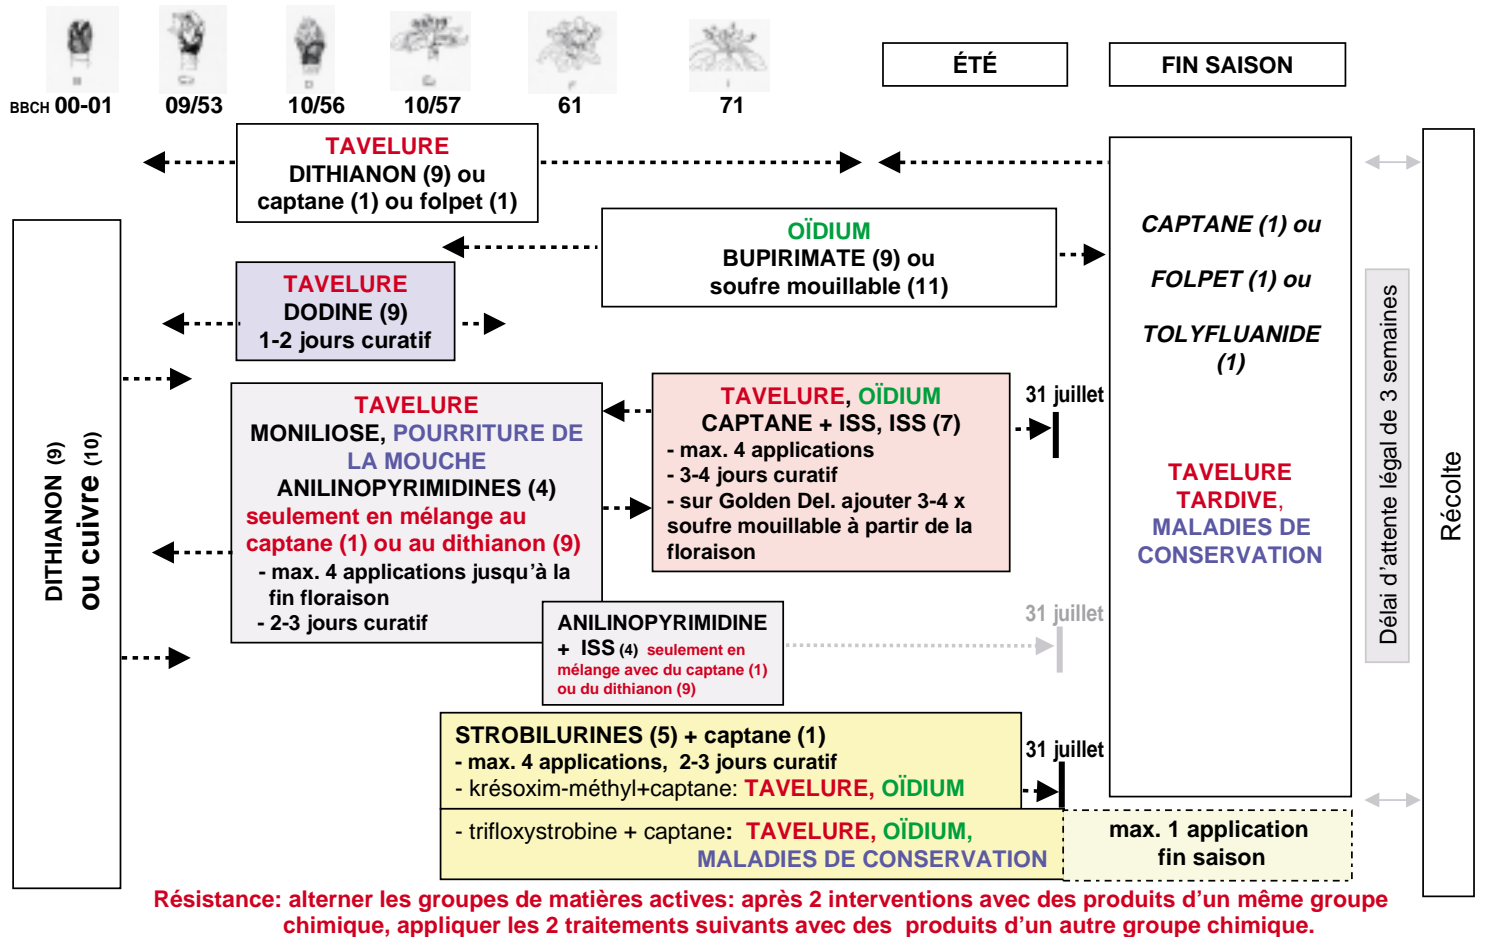 BBCH 00-01
09/53
10/56
10/57
61
71
ÉTÉ
FIN SAISON
TAVELURE
DITHIANON (9) ou
captane (1) ou folpet (1)
OÏDIUM
BUPIRIMATE (9) ou
soufre mouillable (11)
TAVELURE
DODINE (9)
1-2 jours curatif
DITHIANON (9)
ou cuivre (10)
TAVELURE
MONILIOSE, POURRITURE DE
LA MOUCHE
ANILINOPYRIMIDINES (4)
seulement en mélange au
captane (1) ou au dithianon (9)
- max. 4 applications jusqu'à la
fin floraison
- 2-3 jours curatif
TAVELURE, OÏDIUM
CAPTANE + ISS, ISS (7)
- max. 4 applications
- 3-4 jours curatif
- sur Golden Del. ajouter 3-4 x
soufre mouillable à partir de la
floraison
31 juillet
ANILINOPYRIMIDINE
+ ISS (4) seulement en
mélange avec du captane (1)
ou du dithianon (9)
31 juillet
STROBILURINES (5) + captane (1)
- max. 4 applications, 2-3 jours curatif
- krésoxim-méthyl+captane: TAVELURE, OÏDIUM
31 juillet
- trifloxystrobine + captane: TAVELURE, OÏDIUM,
MALADIES DE CONSERVATION
max. 1 application
fin saison
CAPTANE (1) ou
FOLPET (1) ou
TOLYFLUANIDE
(1)
TAVELURE
TARDIVE,
MALADIES DE
CONSERVATION
Délai d'attente légal de 3 semaines
Récolte
Résistance: alterner les groupes de matières actives: après 2 interventions avec des produits d'un même groupe
chimique, appliquer les 2 traitements suivants avec des produits d'un autre groupe chimique.